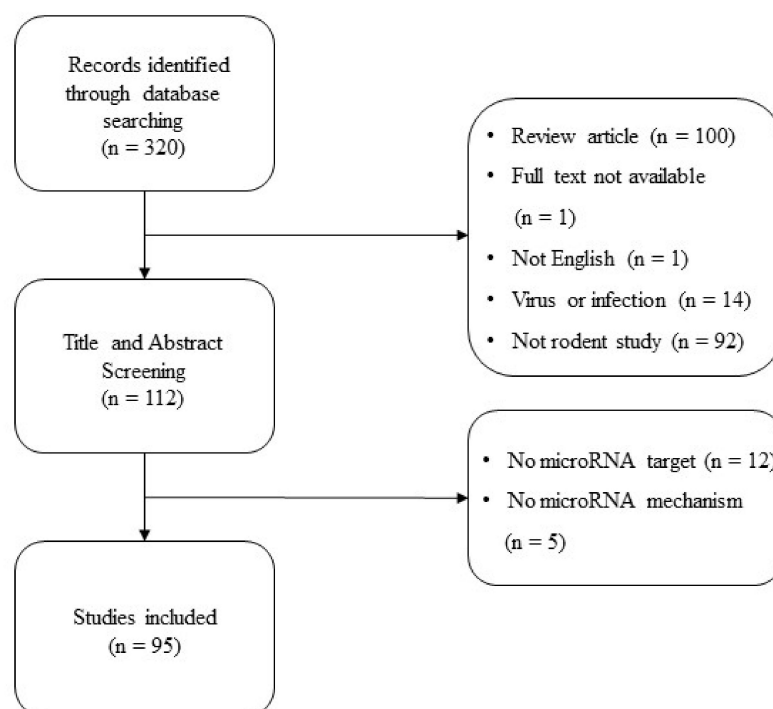 Records identified
through database
searching
(n = 320)
• Review article (n = 100)
• Full text not available
(n = 1)
• Not English (n = 1)
• Virus or infection (n = 14)
• Not rodent study (n = 92)
Title and Abstract
Screening
(n = 112)
• No microRNA target (n = 12)
• No microRNA mechanism
(n = 5)
Studies included
(n = 95)